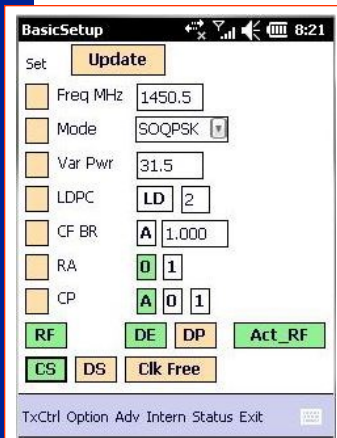 BasicSetup 8:21
Set Update
Freq MHz 1450.5
Mode SOQPSK
Var Pwr 31.5
LDPC LD 2
CF BR A 1.000
RA 0 1
CP A 0 1
RF DE DP Act_RF
CS DS Clk Free
TxCtrl Option Adv Intern Status Exit